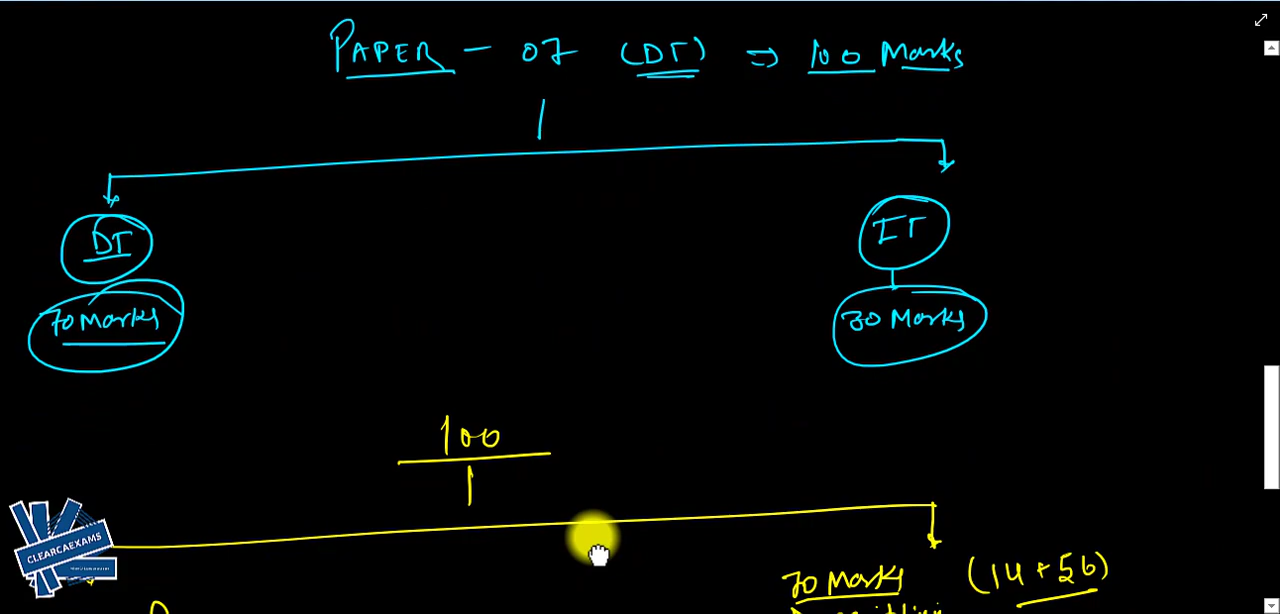 PAPER - 07 (DT) ⇒ 100 Marks
DT
IT
70 Marks
30 Marks
100
CLEARCAEXAMS
70 Marks (14 + 56)